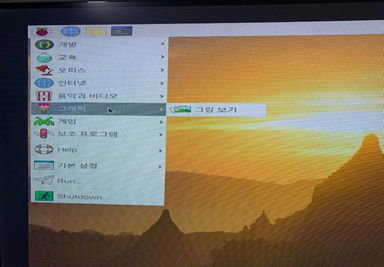 개발
교육
오피스
인터넷
음악과 비디오
그래픽
그림 보기
게임
보조 프로그램
Help
기본 설정
Run...
Shutdown...